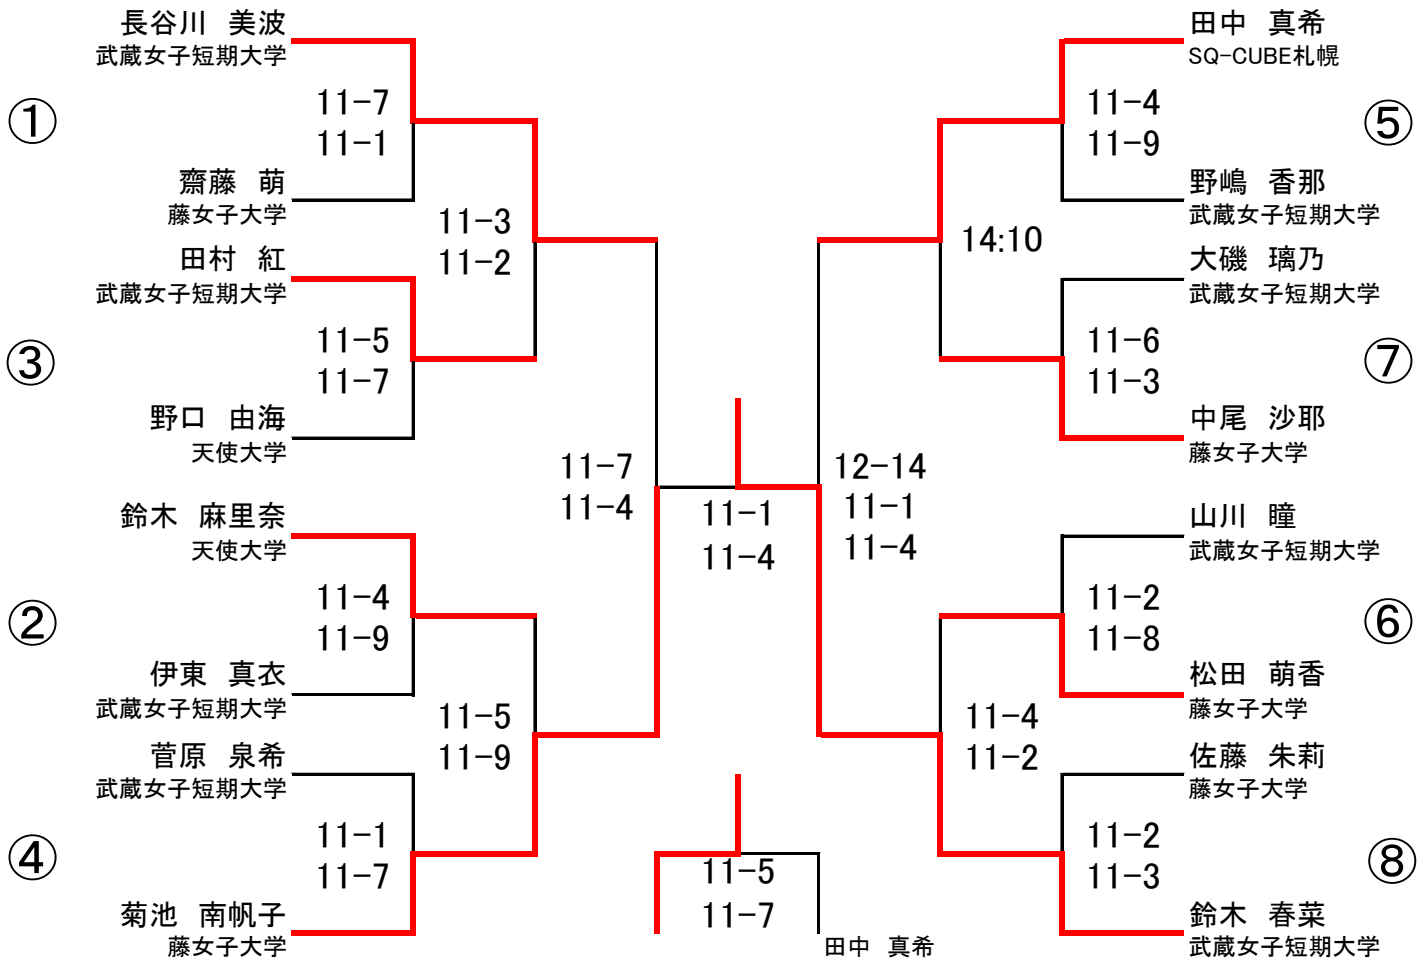 長谷川　美波
武蔵女子短期大学
①
11-7
11-1
齋藤　萌
藤女子大学
11-3
11-2
田村　紅
武蔵女子短期大学
③
11-5
11-7
野口　由海
天使大学
11-7
11-4
鈴木　麻里奈
天使大学
②
11-4
11-9
伊東　真衣
武蔵女子短期大学
11-5
11-9
菅原　泉希
武蔵女子短期大学
④
11-1
11-7
菊池　南帆子
藤女子大学
11-1
11-4
11-5
11-7
田中　真希
田中　真希
SQ-CUBE札幌
⑤
11-4
11-9
野嶋　香那
武蔵女子短期大学
14:10
大磯　璃乃
武蔵女子短期大学
⑦
11-6
11-3
中尾　沙耶
藤女子大学
12-14
11-1
11-4
山川　瞳
武蔵女子短期大学
⑥
11-2
11-8
松田　萌香
藤女子大学
11-4
11-2
佐藤　朱莉
藤女子大学
⑧
11-2
11-3
鈴木　春菜
武蔵女子短期大学